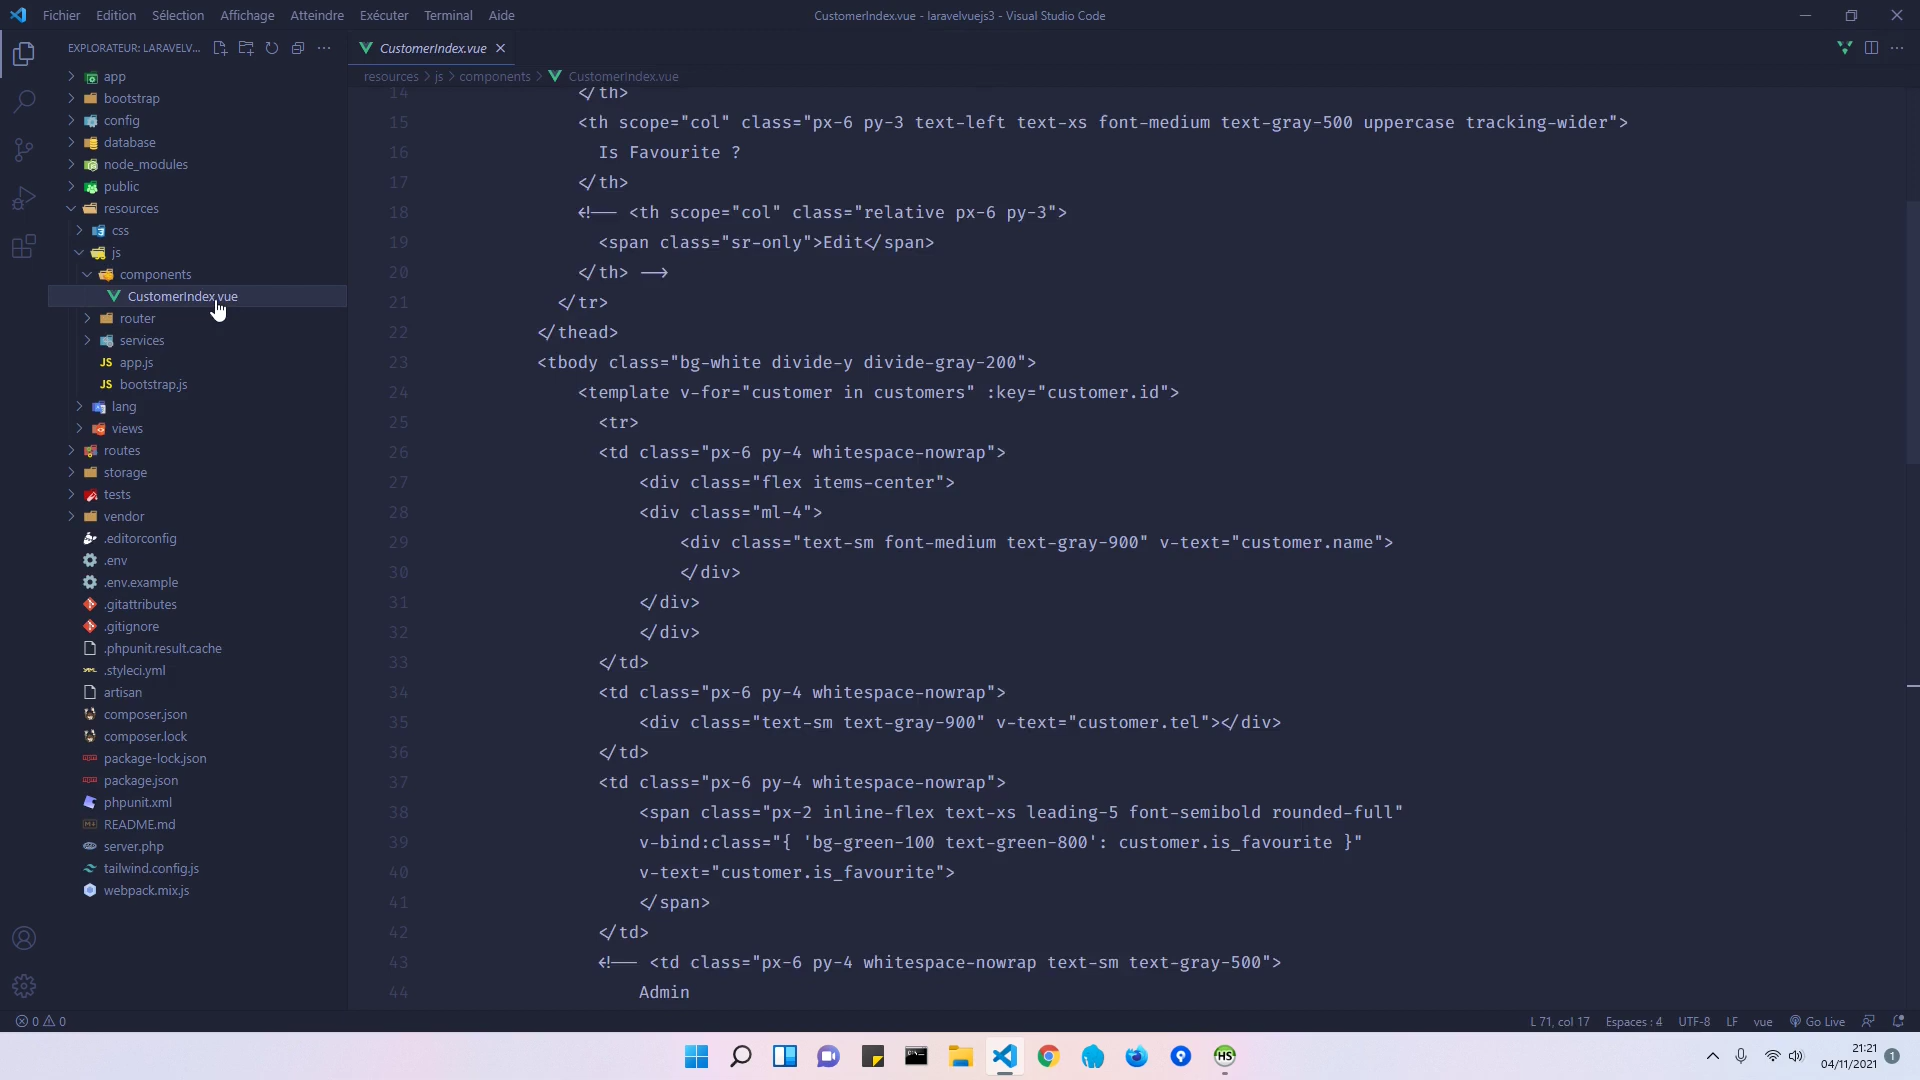 Fichier Edition Sélection Affichage Atteindre Exécuter Terminal Aide
CustomerIndex.vue - laravelvuejs3 - Visual Studio Code
EXPLORATEUR: LARAVELV...
CustomerIndex.vue
resources > js > components > CustomerIndex.vue
app
bootstrap
config
database
node_modules
public
resources
css
js
components
CustomerIndex.vue
router
services
JS app.js
JS bootstrap.js
lang
views
routes
storage
tests
vendor
.editorconfig
.env
.env.example
.gitattributes
.gitignore
.phpunit.result.cache
.styleci.yml
artisan
composer.json
composer.lock
package-lock.json
package.json
phpunit.xml
README.md
server.php
tailwind.config.js
webpack.mix.js
14 </th>
15 <th scope="col" class="px-6 py-3 text-left text-xs font-medium text-gray-500 uppercase tracking-wider">
16 Is Favourite ?
17 </th>
18 <!-- <th scope="col" class="relative px-6 py-3">
19 <span class="sr-only">Edit</span>
20 </th> -->
21 </tr>
22 </thead>
23 <tbody class="bg-white divide-y divide-gray-200">
24 <template v-for="customer in customers" :key="customer.id">
25 <tr>
26 <td class="px-6 py-4 whitespace-nowrap">
27 <div class="flex items-center">
28 <div class="ml-4">
29 <div class="text-sm font-medium text-gray-900" v-text="customer.name">
30 </div>
31 </div>
32 </div>
33 </td>
34 <td class="px-6 py-4 whitespace-nowrap">
35 <div class="text-sm text-gray-900" v-text="customer.tel"></div>
36 </td>
37 <td class="px-6 py-4 whitespace-nowrap">
38 <span class="px-2 inline-flex text-xs leading-5 font-semibold rounded-full"
39 v-bind:class="{ 'bg-green-100 text-green-800': customer.is_favourite }"
40 v-text="customer.is_favourite">
41 </span>
42 </td>
43 <!-- <td class="px-6 py-4 whitespace-nowrap text-sm text-gray-500">
44 Admin
0 0
L 71, col 17 Espaces : 4 UTF-8 LF vue Go Live
HS
21:21
04/11/2021
1